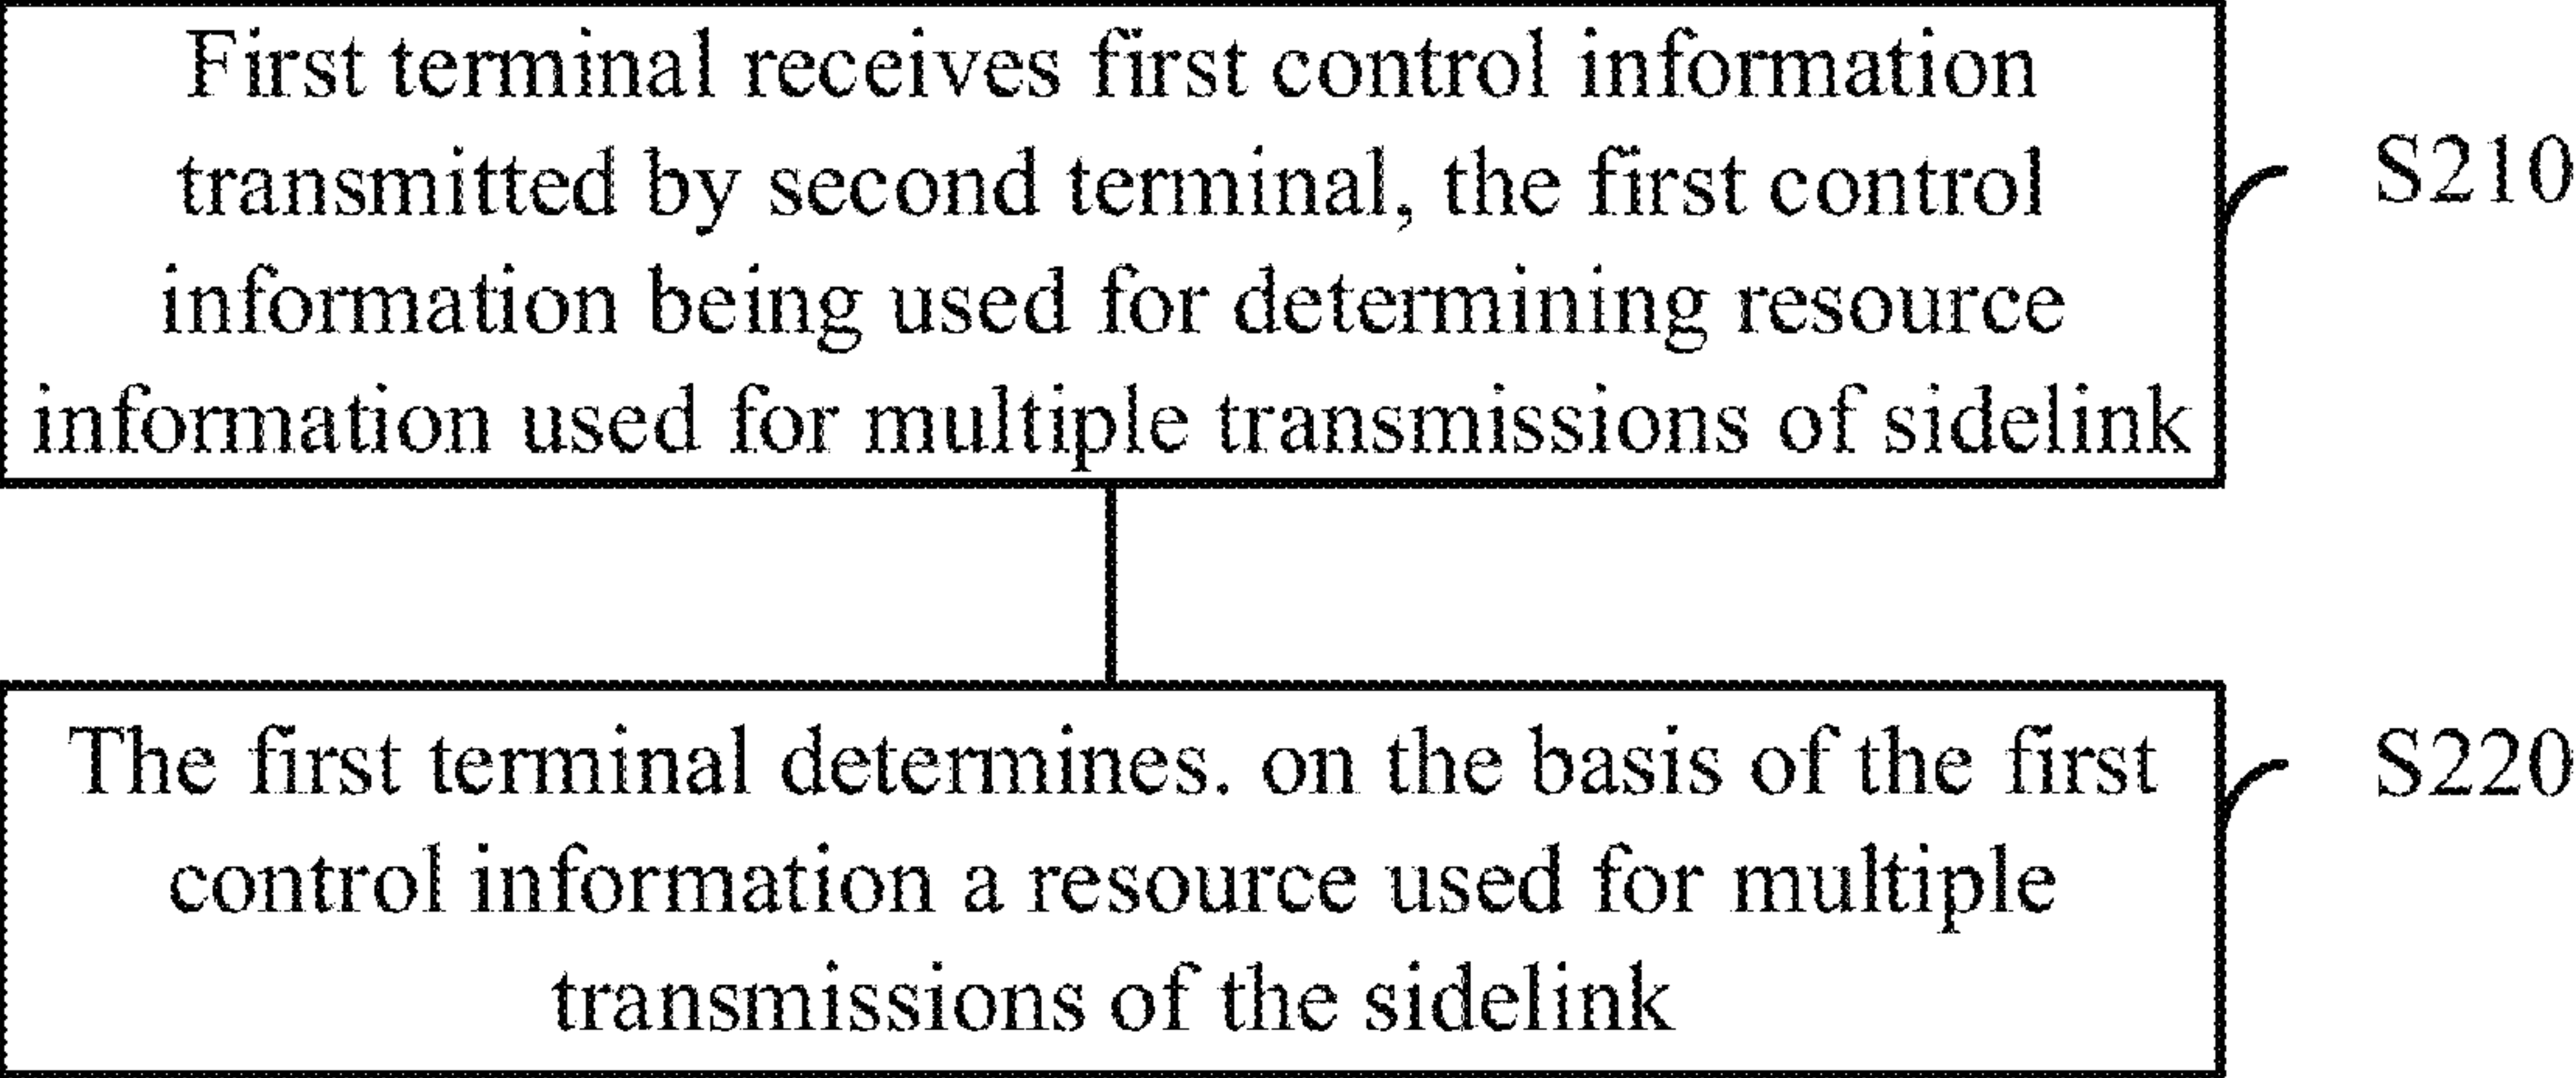 First terminal receives first control information
transmitted by second terminal, the first control
information being used for determining resource
information used for multiple transmissions of sidelink
S210
The first terminal determines. on the basis of the first
control information a resource used for multiple
transmissions of the sidelink
S220